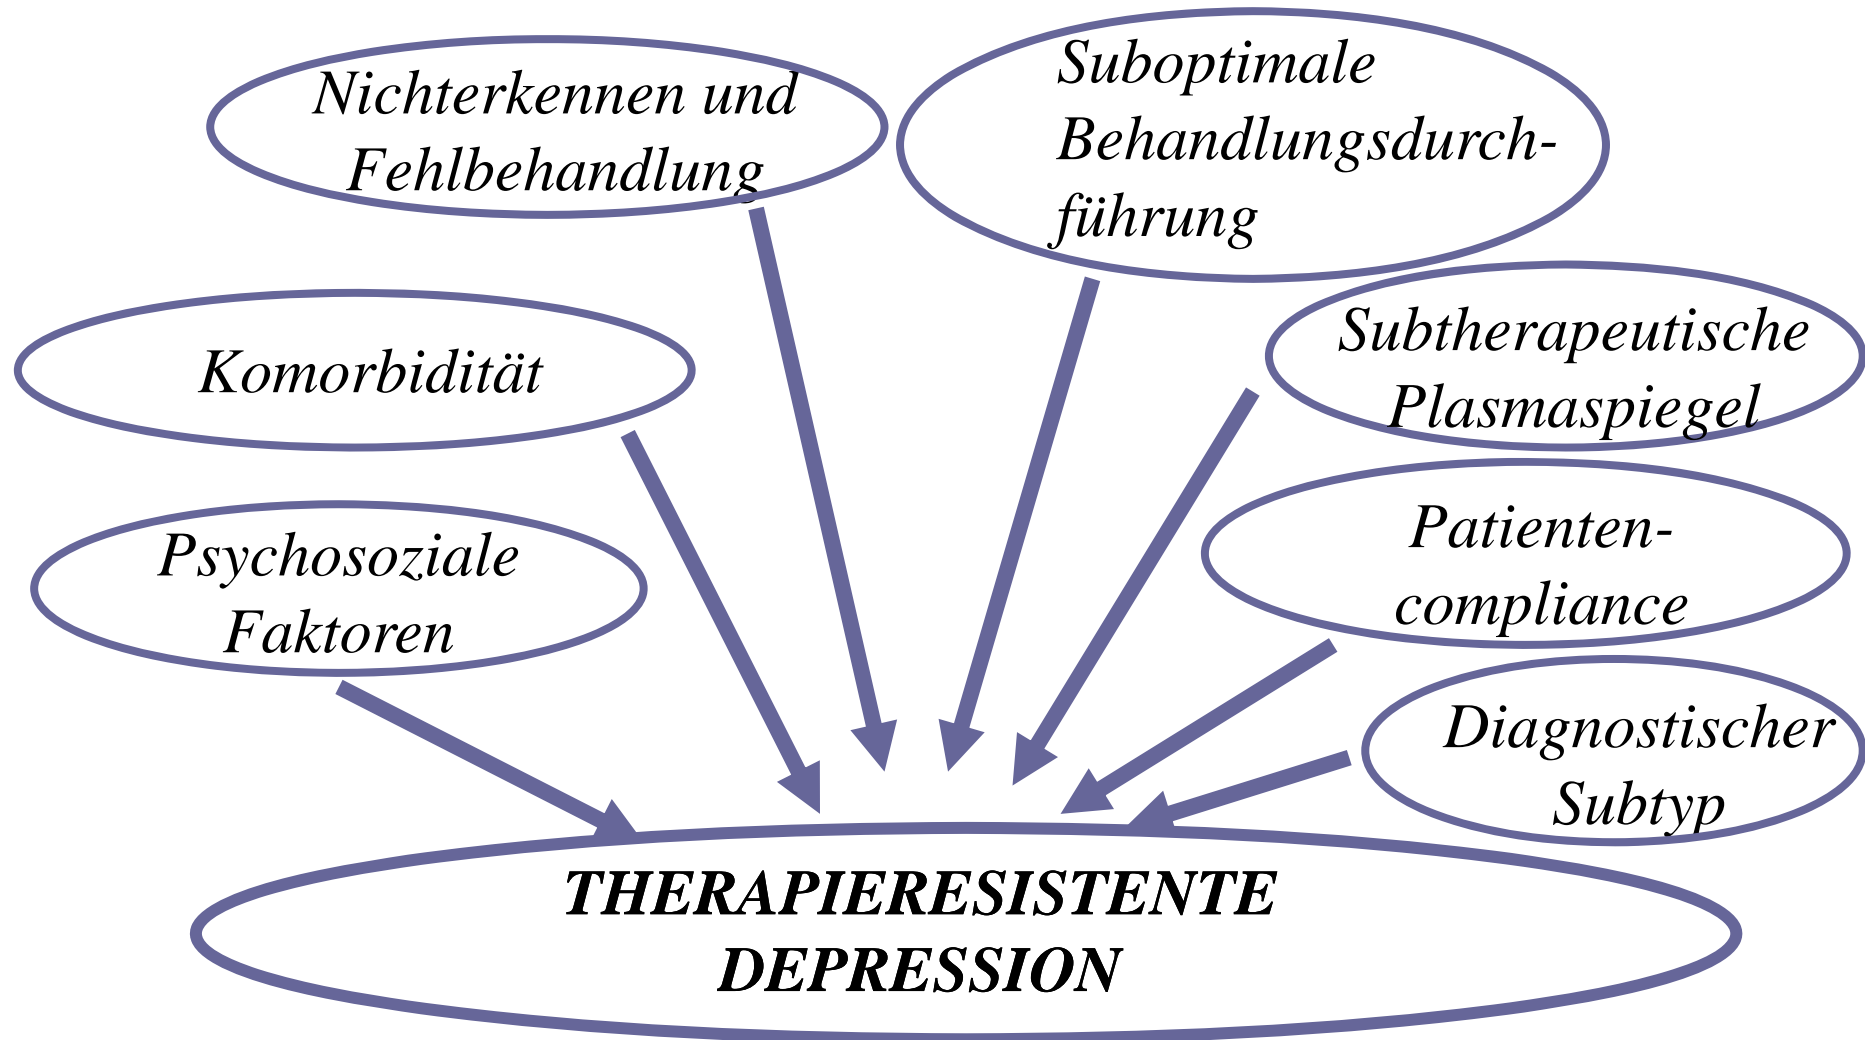 Nichterkennen und
Fehlbehandlung
Suboptimale
Behandlungsdurch-
führung
Komorbidität
Subtherapeutische
Plasmaspiegel
Psychosoziale
Faktoren
Patienten-
compliance
Diagnostischer
Subtyp
THERAPIERESISTENTE
DEPRESSION